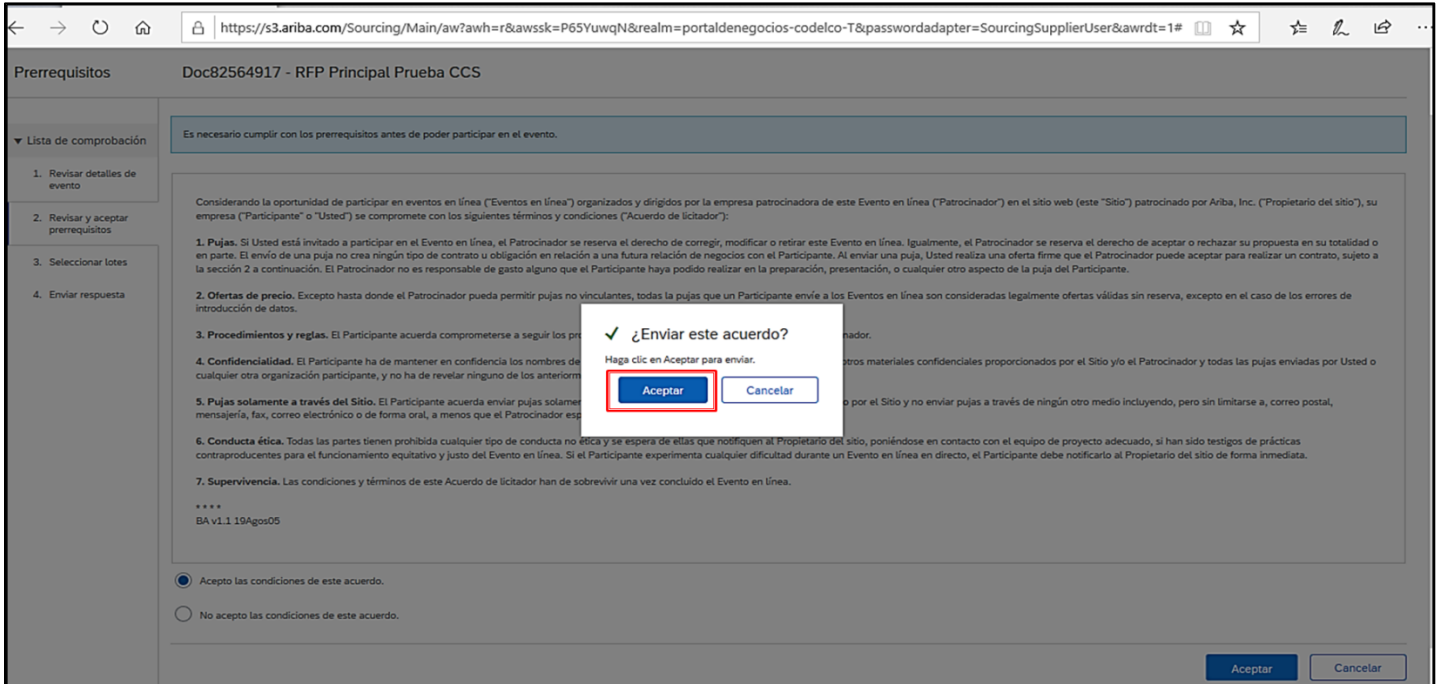 https://s3.ariba.com/Sourcing/Main/aw?awh=r&awssk=P65YuwqN&realm=portaldenegocios-codelco-T&passwordadapter=SourcingSupplierUser&awrdt=1#
Prerrequisitos
Doc82564917 - RFP Principal Prueba CCS
▼ Lista de comprobación
1. Revisar detalles de
evento
2. Revisar y aceptar
prerrequisitos
3. Seleccionar lotes
4. Enviar respuesta
Es necesario cumplir con los prerrequisitos antes de poder participar en el evento.
Considerando la oportunidad de participar en eventos en línea ("Eventos en línea") organizados y dirigidos por la empresa patrocinadora de este Evento en línea ("Patrocinador") en el sitio web (este "Sitio") patrocinado por Ariba, Inc. ("Propietario del sitio"), su
empresa ("Participante" o "Usted") se compromete con los siguientes términos y condiciones ("Acuerdo de licitador"):
1. Pujas. Si Usted está invitado a participar en el Evento en línea, el Patrocinador se reserva el derecho de corregir, modificar o retirar este Evento en línea. Igualmente, el Patrocinador se reserva el derecho de aceptar o rechazar su propuesta en su totalidad o
en parte. El envío de una puja no crea ningún tipo de contrato u obligación en relación a una futura relación de negocios con el Participante. Al enviar una puja, Usted realiza una oferta firme que el Patrocinador puede aceptar para realizar un contrato, sujeto a
la sección 2 a continuación. El Patrocinador no es responsable de gasto alguno que el Participante haya podido realizar en la preparación, presentación, o cualquier otro aspecto de la puja del Participante.
2. Ofertas de precio. Excepto hasta donde el Patrocinador pueda permitir pujas no vinculantes, todas la pujas que un Participante envíe a los Eventos en línea son consideradas legalmente ofertas válidas sin reserva, excepto en el caso de los errores de
introducción de datos.
3. Procedimientos y reglas. El Participante acuerda comprometerse a seguir los pro nador.
4. Confidencialidad. El Participante ha de mantener en confidencia los nombres de otros materiales confidenciales proporcionados por el Sitio y/o el Patrocinador y todas las pujas enviadas por Usted o
cualquier otra organización participante, y no ha de revelar ninguno de los anteriorm
5. Pujas solamente a través del Sitio. El Participante acuerda enviar pujas solamen o por el Sitio y no enviar pujas a través de ningún otro medio incluyendo, pero sin limitarse a, correo postal,
mensajería, fax, correo electrónico o de forma oral, a menos que el Patrocinador esp
6. Conducta ética. Todas las partes tienen prohibida cualquier tipo de conducta no ética y se espera de ellas que notifiquen al Propietario del sitio, poniéndose en contacto con el equipo de proyecto adecuado, si han sido testigos de prácticas
contraproducentes para el funcionamiento equitativo y justo del Evento en línea. Si el Participante experimenta cualquier dificultad durante un Evento en línea en directo, el Participante debe notificarlo al Propietario del sitio de forma inmediata.
7. Supervivencia. Las condiciones y términos de este Acuerdo de licitador han de sobrevivir una vez concluido el Evento en línea.
* * * *
BA v1.1 19Agos05
¿Enviar este acuerdo?
Haga clic en Aceptar para enviar.
Aceptar Cancelar
Acepto las condiciones de este acuerdo.
No acepto las condiciones de este acuerdo.
Aceptar Cancelar